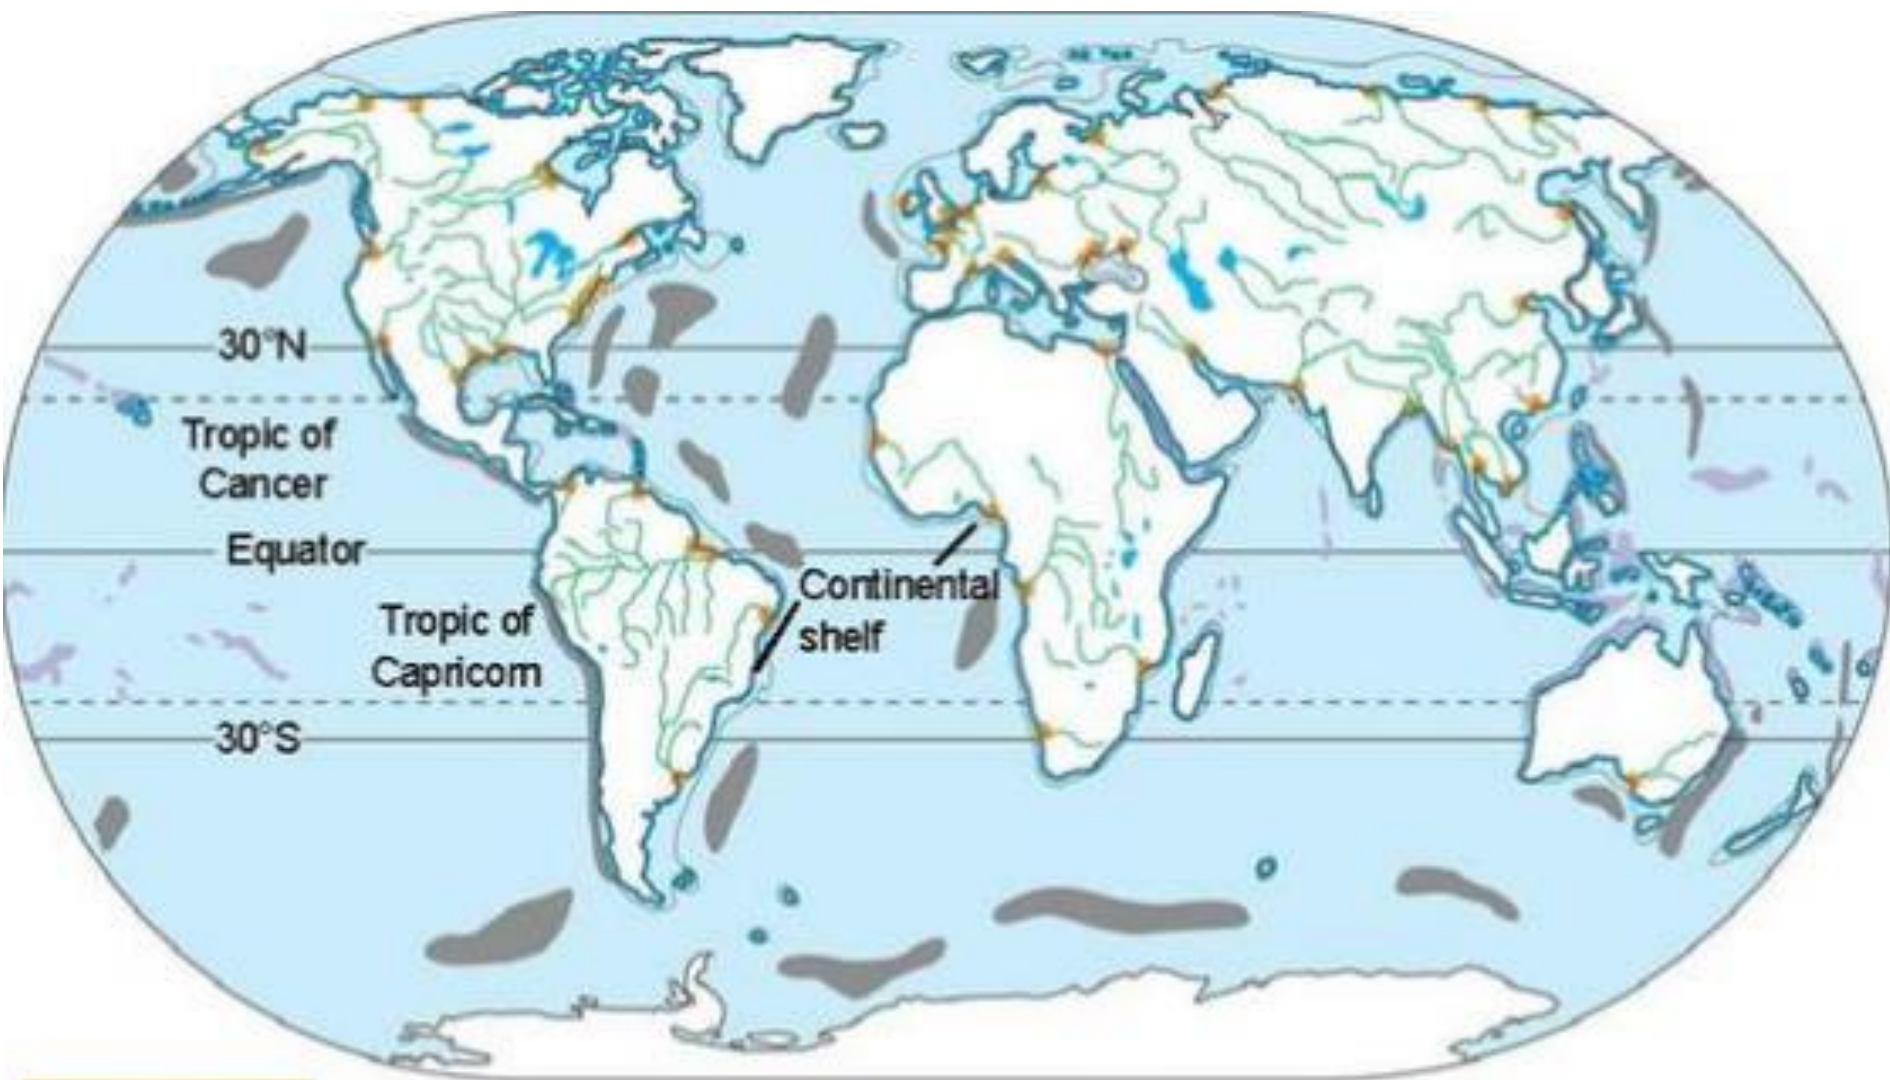 30°N
Tropic of
Cancer
Equator
Continental
shelf
Tropic of
Capricorn
30°S